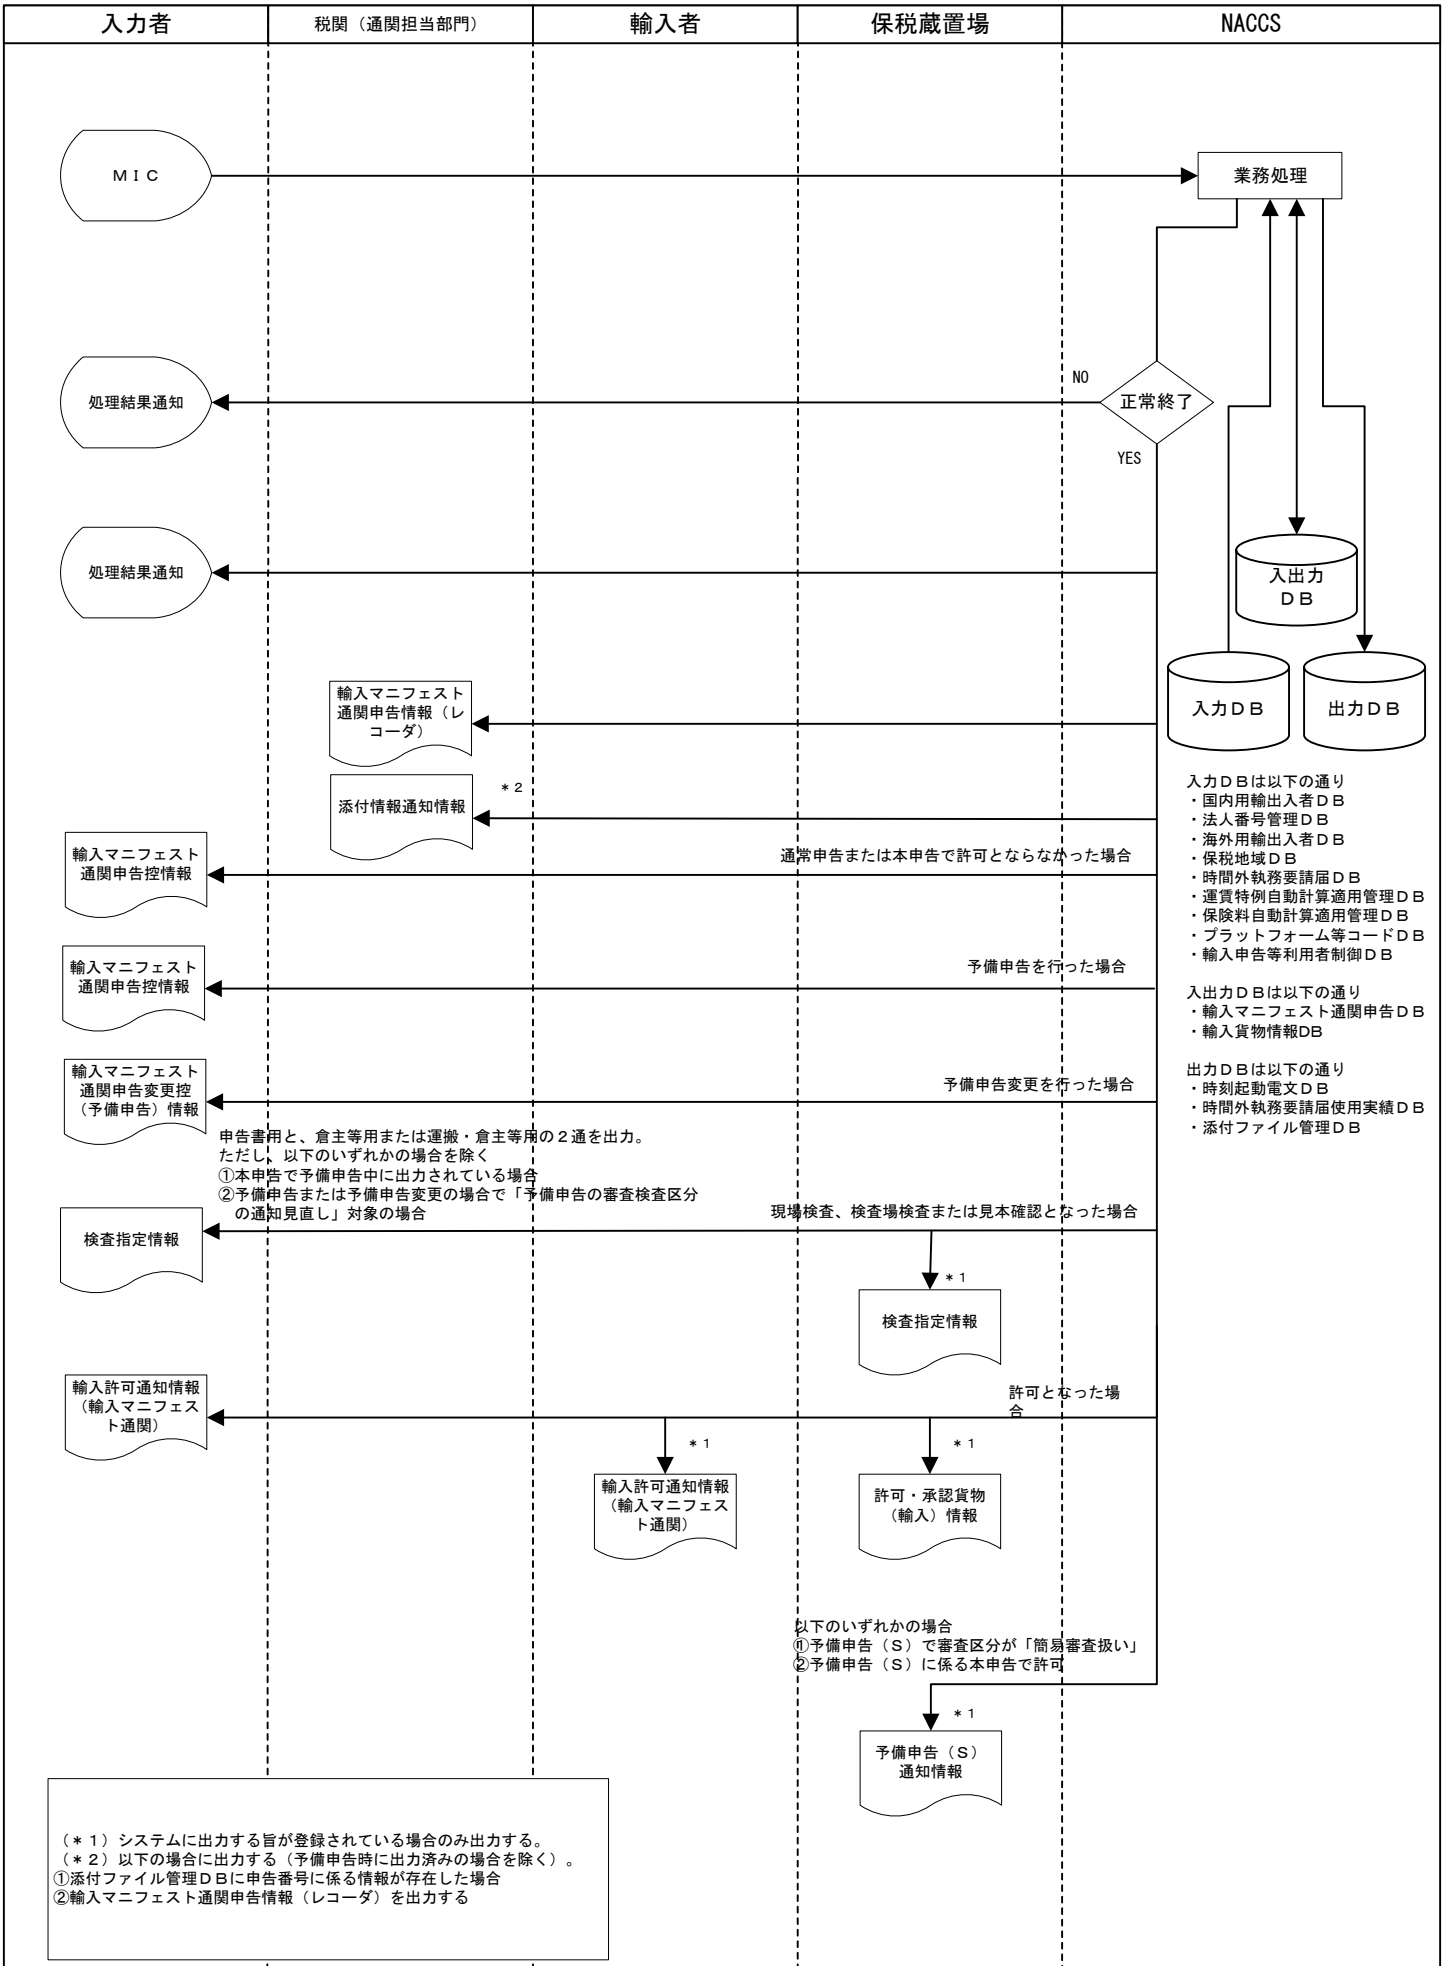 入力者
税関（通関担当部門）
輸入者
保税蔵置場
NACCS
ＭＩＣ
業務処理
処理結果通知
NO
正常終了
YES
処理結果通知
入出力
ＤＢ
入力ＤＢ
出力ＤＢ
輸入マニフェスト
通関申告情報（レ
コーダ）
添付情報通知情報
＊２
入力ＤＢは以下の通り
・国内用輸出入者ＤＢ
・法人番号管理ＤＢ
・海外用輸出入者ＤＢ
・保税地域ＤＢ
・時間外執務要請届ＤＢ
・運賃特例自動計算適用管理ＤＢ
・保険料自動計算適用管理ＤＢ
・プラットフォーム等コードＤＢ
・輸入申告等利用者制御ＤＢ
入出力ＤＢは以下の通り
・輸入マニフェスト通関申告ＤＢ
・輸入貨物情報DB
出力ＤＢは以下の通り
・時刻起動電文ＤＢ
・時間外執務要請届使用実績ＤＢ
・添付ファイル管理ＤＢ
輸入マニフェスト
通関申告控情報
通常申告または本申告で許可とならなかった場合
輸入マニフェスト
通関申告控情報
予備申告を行った場合
輸入マニフェスト
通関申告変更控
（予備申告）情報
予備申告変更を行った場合
申告書用と、倉主等用または運搬・倉主等用の２通を出力。
ただし、以下のいずれかの場合を除く
①本申告で予備申告中に出力されている場合
②予備申告または予備申告変更の場合で「予備申告の審査検査区分
の通知見直し」対象の場合
検査指定情報
現場検査、検査場検査または見本確認となった場合
＊１
検査指定情報
輸入許可通知情報
（輸入マニフェス
ト通関）
許可となった場
合
＊１
＊１
輸入許可通知情報
（輸入マニフェス
ト通関）
許可・承認貨物
（輸入）情報
以下のいずれかの場合
①予備申告（Ｓ）で審査区分が「簡易審査扱い」
②予備申告（Ｓ）に係る本申告で許可
＊１
予備申告（Ｓ）
通知情報
（＊１）システムに出力する旨が登録されている場合のみ出力する。
（＊２）以下の場合に出力する（予備申告時に出力済みの場合を除く）。
①添付ファイル管理ＤＢに申告番号に係る情報が存在した場合
②輸入マニフェスト通関申告情報（レコーダ）を出力する